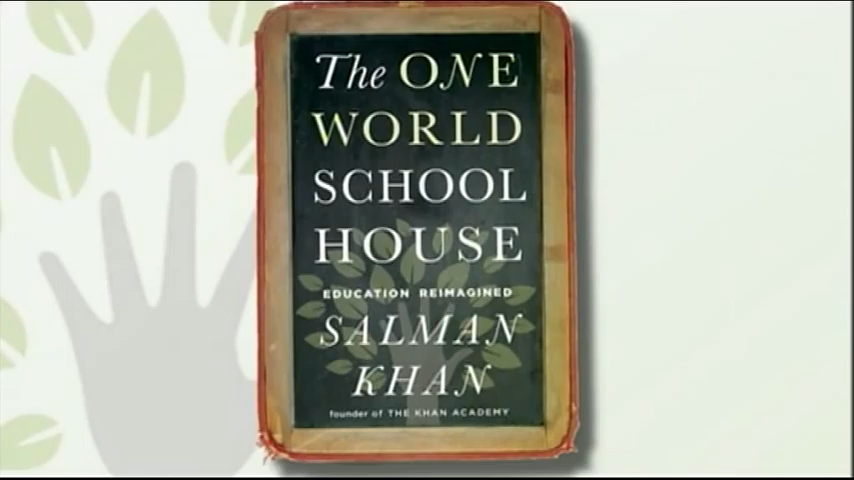 The ONE
WORLD
SCHOOL
HOUSE
EDUCATION REIMAGINED
SALMAN
KHAN
founder of THE KHAN ACADEMY